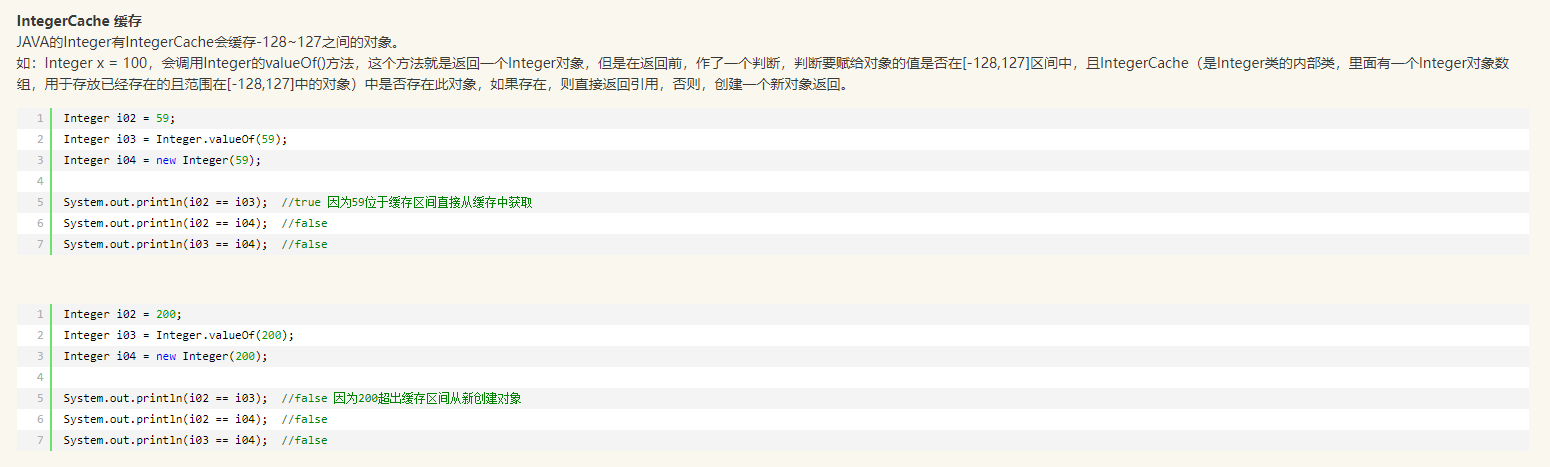 IntegerCache 缓存
JAVA的Integer有IntegerCache会缓存-128~127之间的对象。
如：Integer x = 100，会调用Integer的valueOf()方法，这个方法就是返回一个Integer对象，但是在返回前，作了一个判断，判断要赋给对象的值是否在[-128,127]区间中，且IntegerCache（是Integer类的内部类，里面有一个Integer对象数
组，用于存放已经存在的且范围在[-128,127]中的对象）中是否存在此对象，如果存在，则直接返回引用，否则，创建一个新对象返回。
1 Integer i02 = 59;
2 Integer i03 = Integer.valueOf(59);
3 Integer i04 = new Integer(59);
4
5 System.out.println(i02 == i03);  //true 因为59位于缓存区间直接从缓存中获取
6 System.out.println(i02 == i04);  //false
7 System.out.println(i03 == i04);  //false
1 Integer i02 = 200;
2 Integer i03 = Integer.valueOf(200);
3 Integer i04 = new Integer(200);
4
5 System.out.println(i02 == i03);  //false 因为200超出缓存区间从新创建对象
6 System.out.println(i02 == i04);  //false
7 System.out.println(i03 == i04);  //false